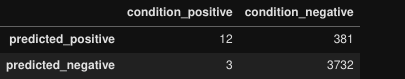 condition_positive condition_negative
predicted_positive 12 381
predicted_negative 3 3732